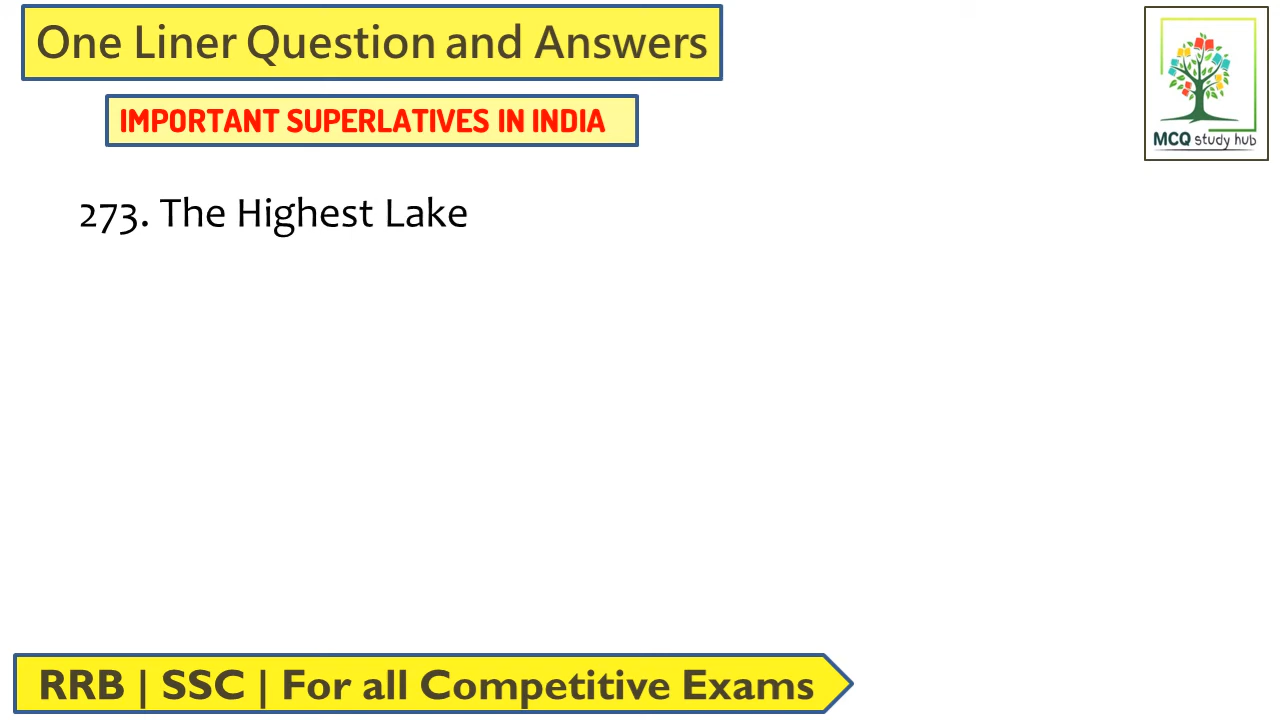 One Liner Question and Answers
IMPORTANT SUPERLATIVES IN INDIA
MCQ study hub
273. The Highest Lake
RRB | SSC | For all Competitive Exams